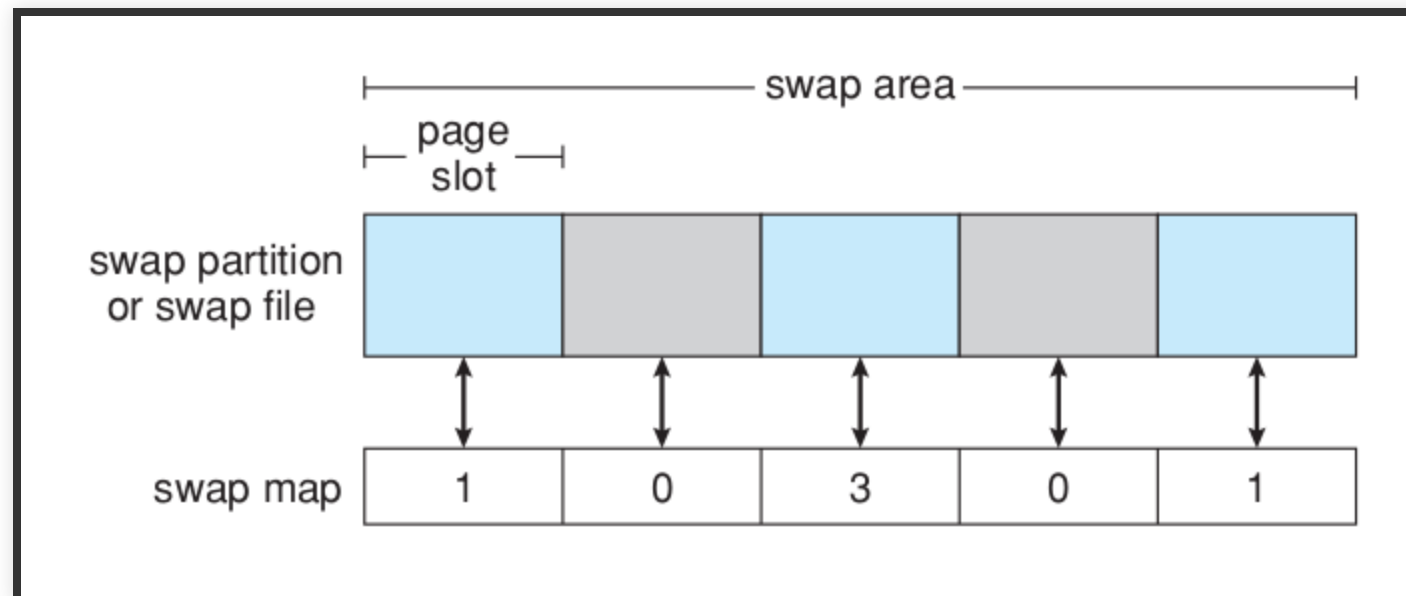 swap area
page
slot
swap partition
or swap file
swap map 1 0 3 0 1